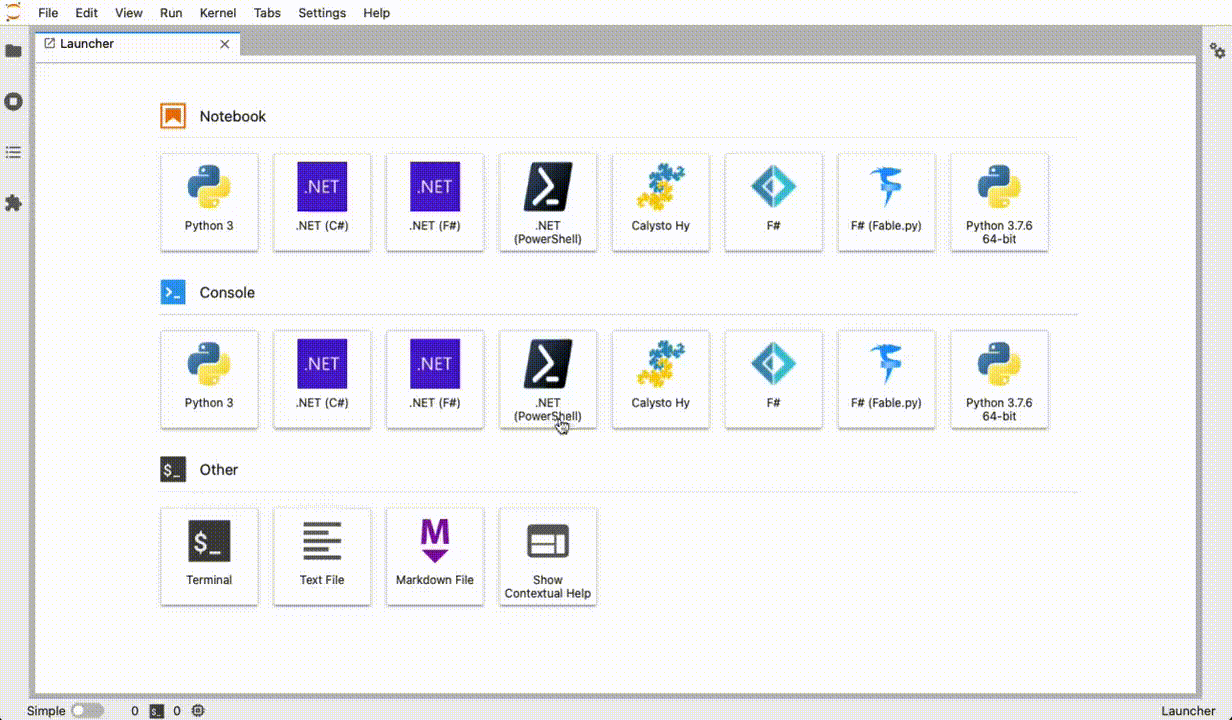 File Edit View Run Kernel Tabs Settings Help
Launcher
Notebook
.NET .NET
Python 3 .NET (C#) .NET (F#) .NET Calysto Hy F# F# (Fable.py) Python 3.7.6
(PowerShell) 64-bit
Console
.NET .NET
Python 3 .NET (C#) .NET (F#) .NET Calysto Hy F# F# (Fable.py) Python 3.7.6
(PowerShell) 64-bit
$_ Other
$_ M
Terminal Text File Markdown File Show
Contextual Help
Simple 0 $_ 0 Launcher